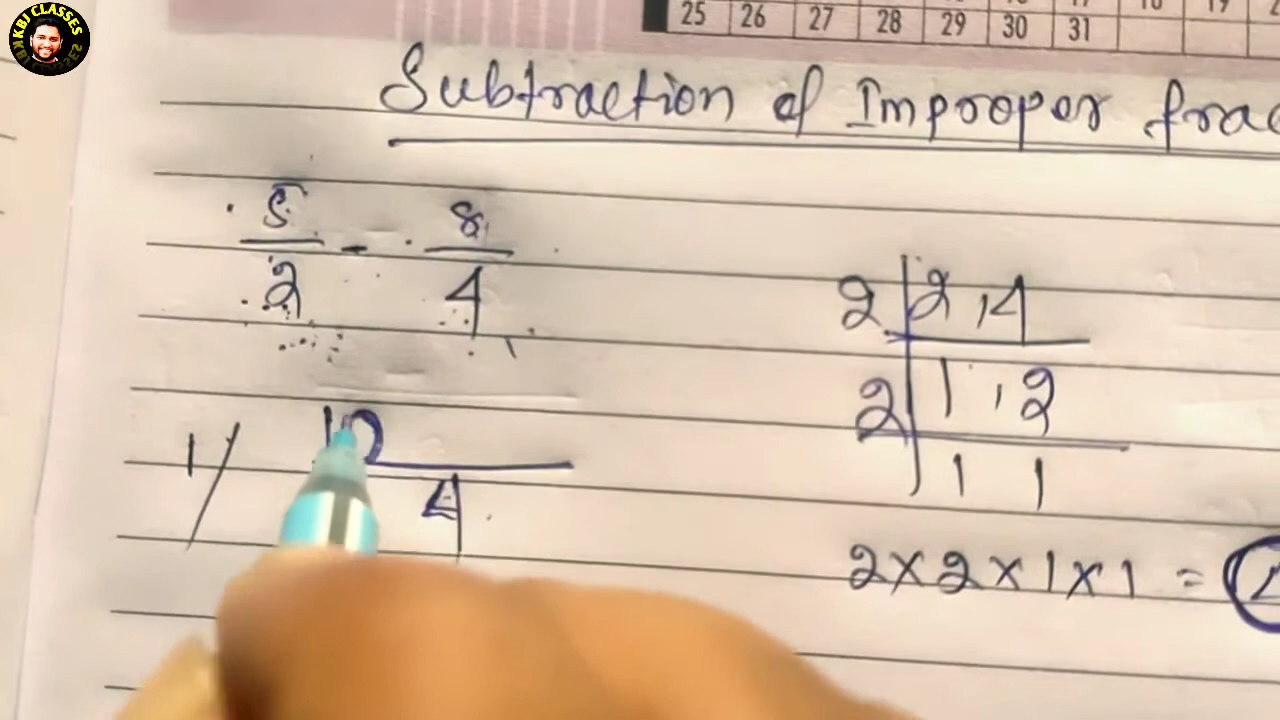 KBJ CLASSES
25 26 27 28 29 30 31
Subtraction of Improper frac
5/2 - 8/4
2 | 2, 4
2 | 1, 2
1 1
1/
10
4
2 x 2 x 1 x 1 =